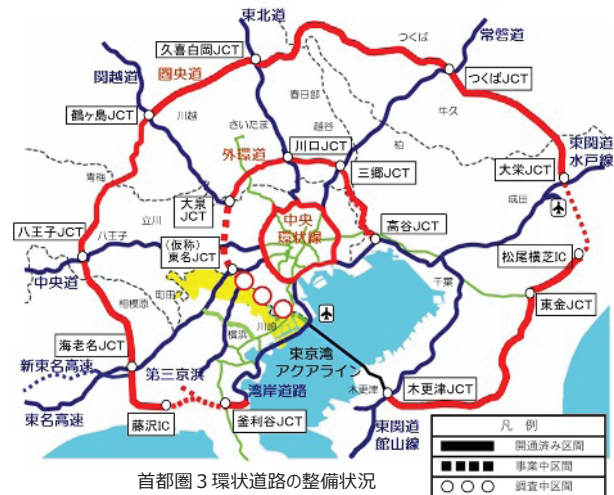 東北道
つくば
常磐道
久喜白岡JCT
圏央道
関越道
つくばJCT
春日部
牛久
鶴ヶ島JCT
川越
さいたま
越谷
川口JCT
柏
東関道
水戸線
外環道
三郷JCT
大栄JCT
青梅
大泉
JCT
成田
立川
中央
環状線
高谷JCT
八王子JCT
八王子
(仮称)
東名JCT
松尾横芝IC
中央道
町田
千葉
東金JCT
相模原
川崎
横浜
海老名JCT
東京湾
アクアライン
新東名高速
第三京浜
湾岸道路
木更津
木更津JCT
東名高速
藤沢IC
釜利谷JCT
東関道
館山線
凡 例
開通済み区間
事業中区間
調査中区間
首都圏3環状道路の整備状況